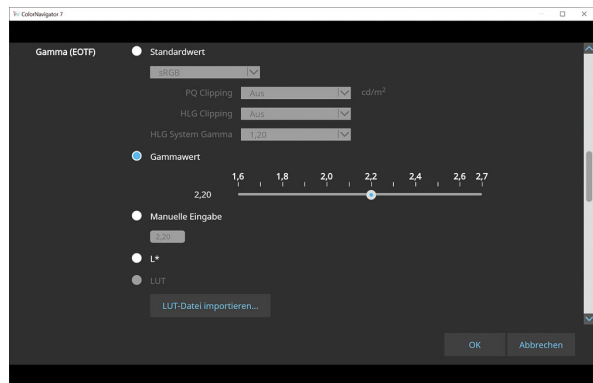 ColorNavigator 7
Gamma (EOTF) Standardwert
sRGB
PQ Clipping Aus cd/m²
HLG Clipping Aus
HLG System Gamma 1,20
Gammawert
1,6 1,8 2,0 2,2 2,4 2,6 2,7
2,20
Manuelle Eingabe
2,20
L*
LUT
LUT-Datei importieren...
OK Abbrechen